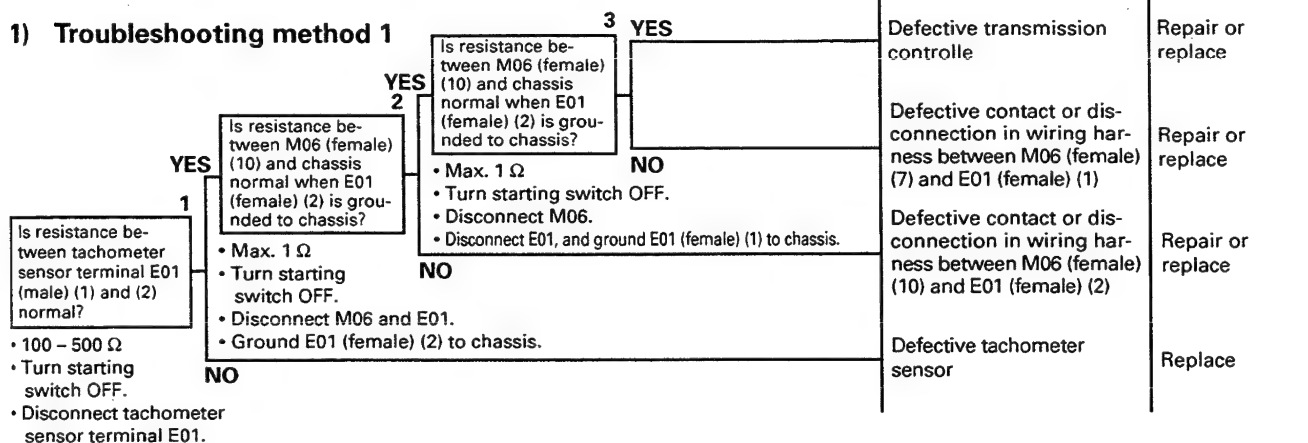 1) Troubleshooting method 1
1
Is resistance be-
tween tachometer
sensor terminal E01
(male) (1) and (2)
normal?
• 100 – 500 Ω
• Turn starting
switch OFF.
• Disconnect tachometer
sensor terminal E01.
YES
2
Is resistance be-
tween M06 (female)
(10) and chassis
normal when E01
(female) (2) is grou-
nded to chassis?
• Max. 1 Ω
• Turn starting
switch OFF.
• Disconnect M06 and E01.
• Ground E01 (female) (2) to chassis.
NO
YES
3
Is resistance be-
tween M06 (female)
(10) and chassis
normal when E01
(female) (2) is grou-
nded to chassis?
• Max. 1 Ω
• Turn starting switch OFF.
• Disconnect M06.
• Disconnect E01, and ground E01 (female) (1) to chassis.
NO
YES
NO
Defective transmission
controlle
Repair or
replace
Defective contact or dis-
connection in wiring har-
ness between M06 (female)
(7) and E01 (female) (1)
Repair or
replace
Defective contact or dis-
connection in wiring har-
ness between M06 (female)
(10) and E01 (female) (2)
Repair or
replace
Defective tachometer
sensor
Replace